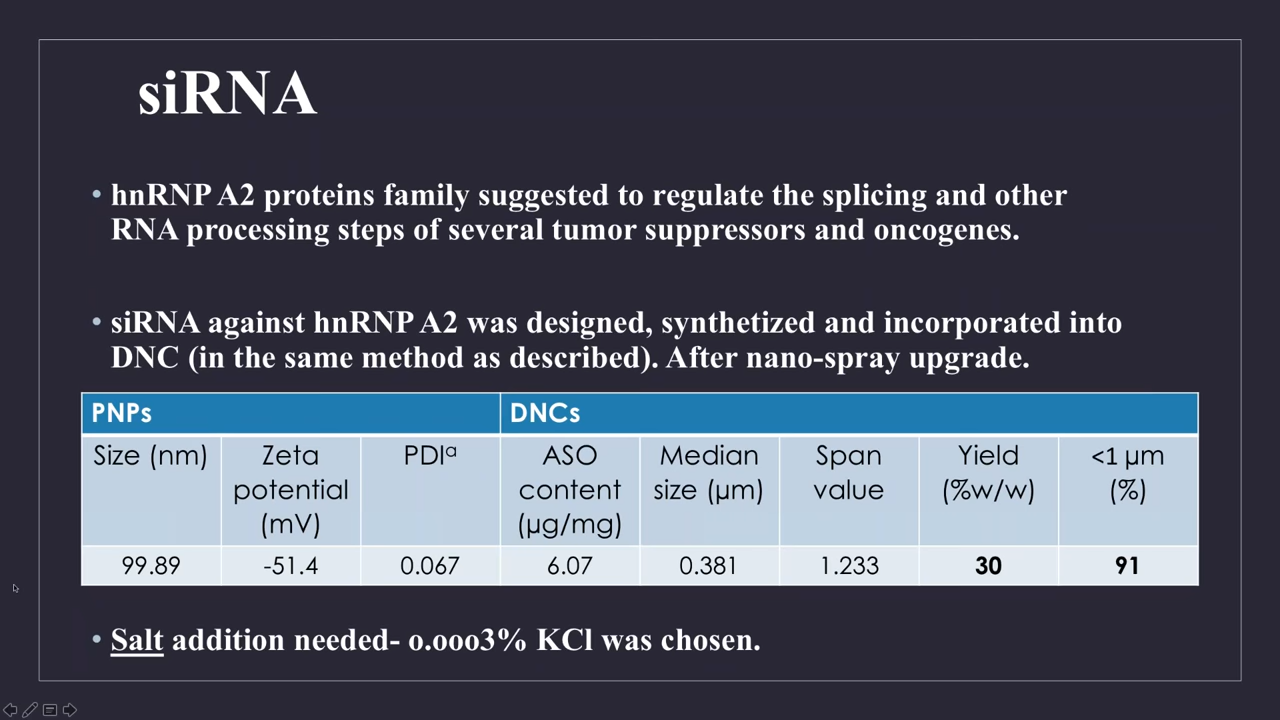 siRNA
• hnRNP A2 proteins family suggested to regulate the splicing and other
RNA processing steps of several tumor suppressors and oncogenes.
• siRNA against hnRNP A2 was designed, synthetized and incorporated into
DNC (in the same method as described). After nano-spray upgrade.
PNPs DNCs
Size (nm) Zeta potential (mV) PDIᵃ ASO content (µg/mg) Median size (µm) Span value Yield (%w/w) <1 µm (%)
99.89 -51.4 0.067 6.07 0.381 1.233 30 91
• Salt addition needed- o.ooo3% KCl was chosen.